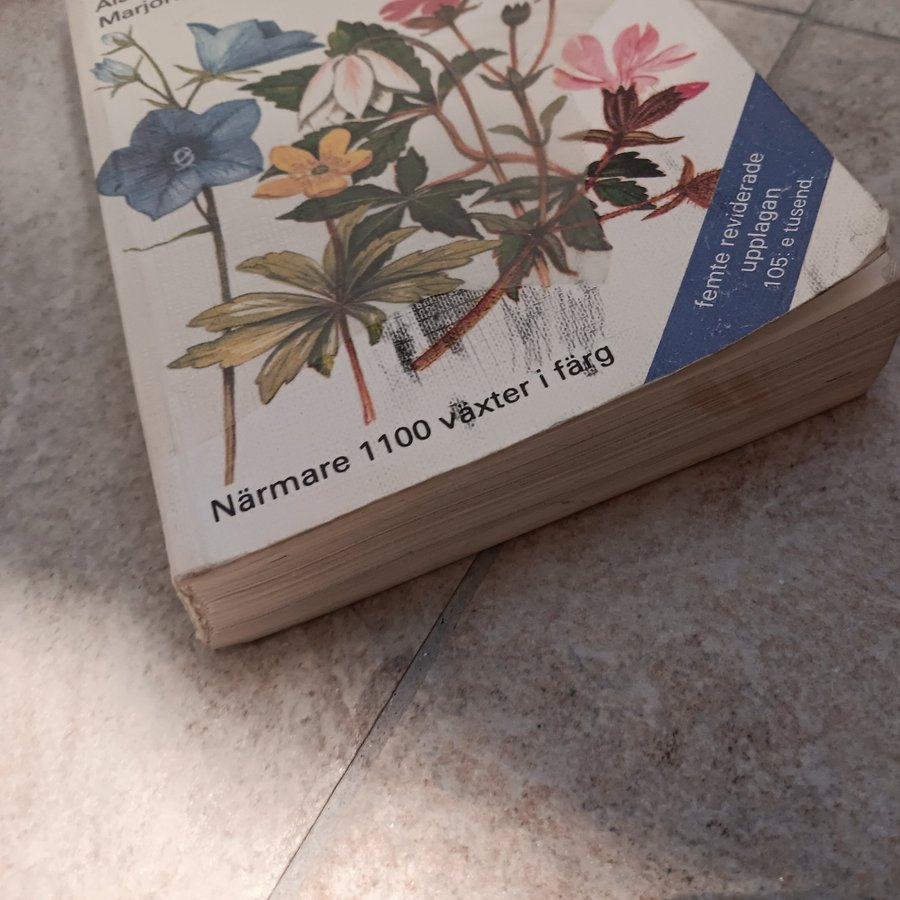 Närmare 1100 växter i färg
femte reviderade
upplagan
105: e tusend.